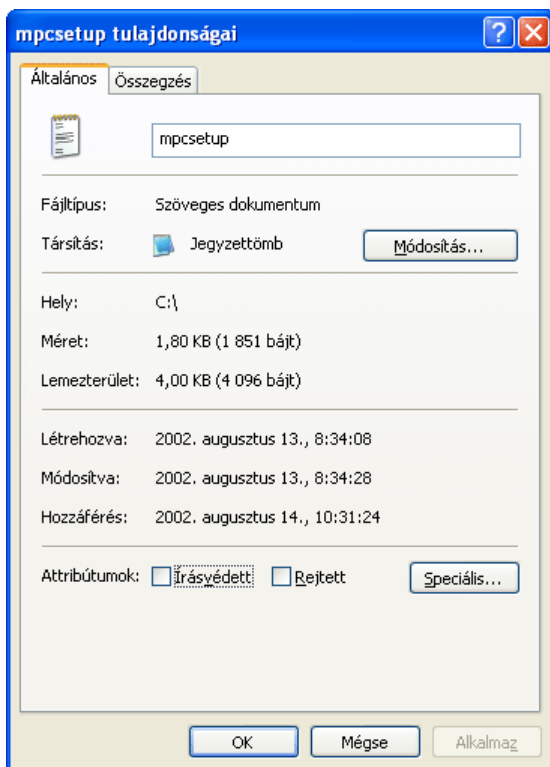 mpcsetup tulajdonságai
Általános Összegzés
mpcsetup
Fájltípus: Szöveges dokumentum
Társítás: Jegyzettömb Módosítás...
Hely: C:\
Méret: 1,80 KB (1 851 bájt)
Lemezterület: 4,00 KB (4 096 bájt)
Létrehozva: 2002. augusztus 13., 8:34:08
Módosítva: 2002. augusztus 13., 8:34:28
Hozzáférés: 2002. augusztus 14., 10:31:24
Attribútumok: Írásvédett Rejtett Speciális...
OK Mégse Alkalmaz